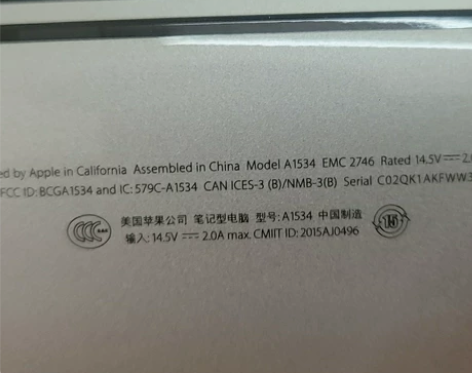 ed by Apple in California Assembled in China Model A1534 EMC 2746 Rated 14.5V⎓2.
FCC ID: BCGA1534 and IC: 579C-A1534 CAN ICES-3 (B)/NMB-3(B) Serial C02QK1AKFWW3
美国苹果公司 笔记型电脑 型号: A1534 中国制造
输入: 14.5V ⎓ 2.0A max. CMIIT ID: 2015AJ0496